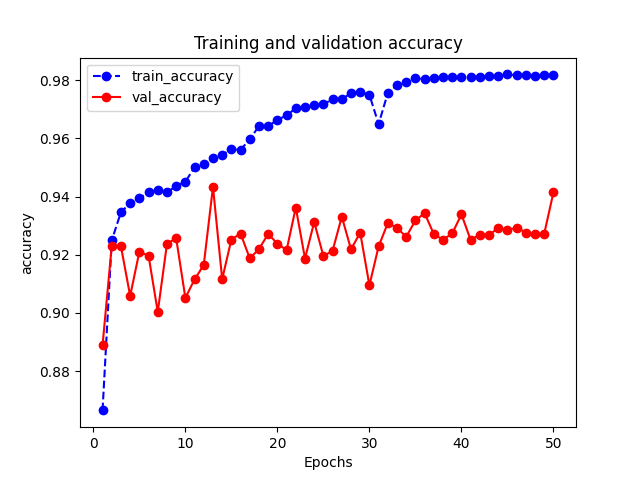 Training and validation accuracy
train_accuracy
val_accuracy
accuracy
0.98
0.96
0.94
0.92
0.90
0.88
0 10 20 30 40 50
Epochs